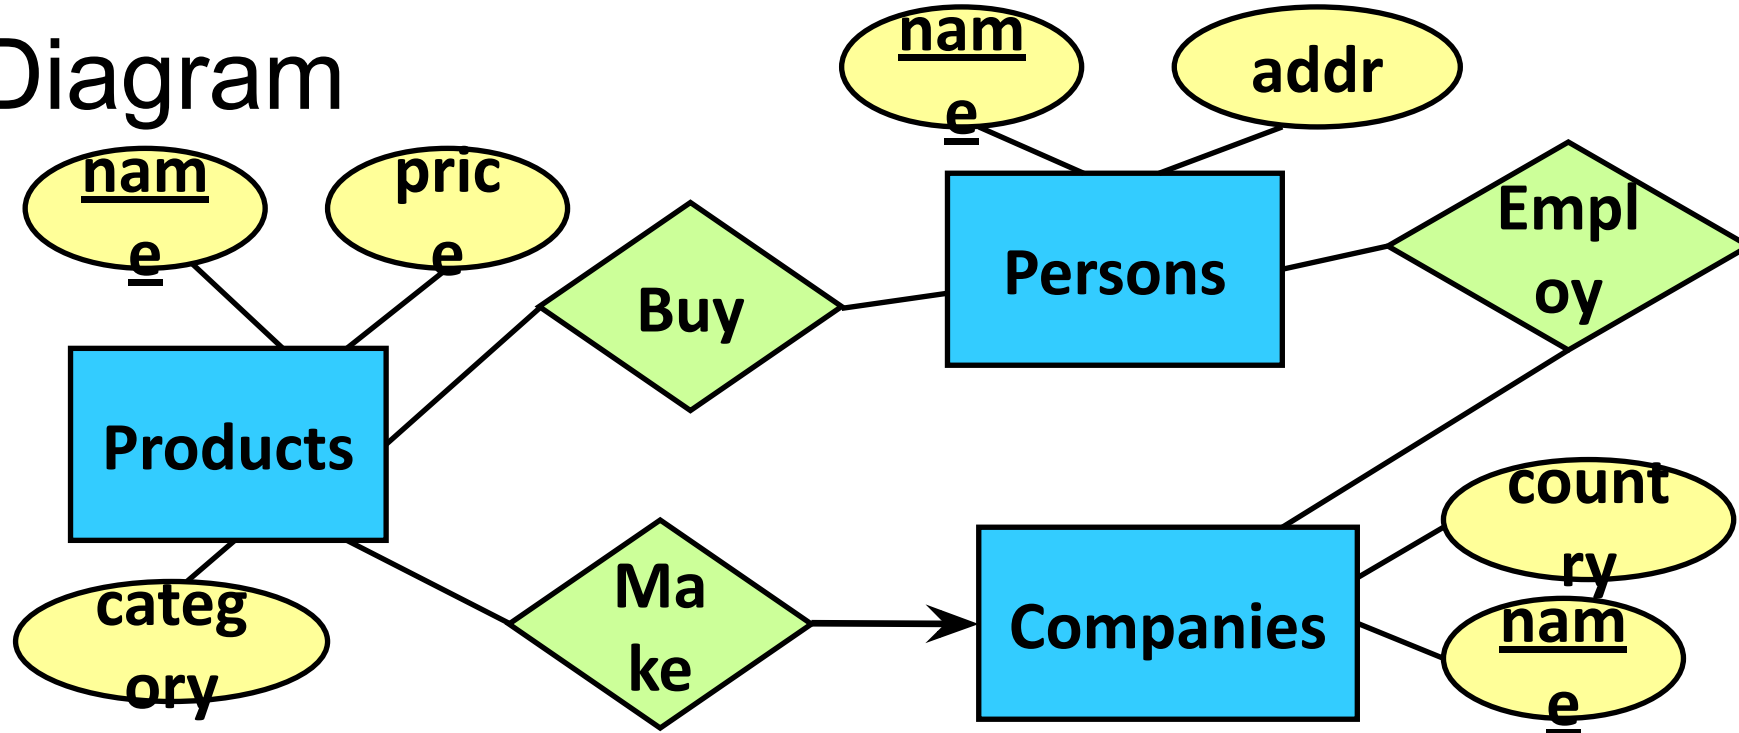 Diagram
nam
e
addr
nam
e
pric
e
Empl
oy
Persons
Buy
Products
count
ry
categ
ory
Ma
ke
Companies
nam
e